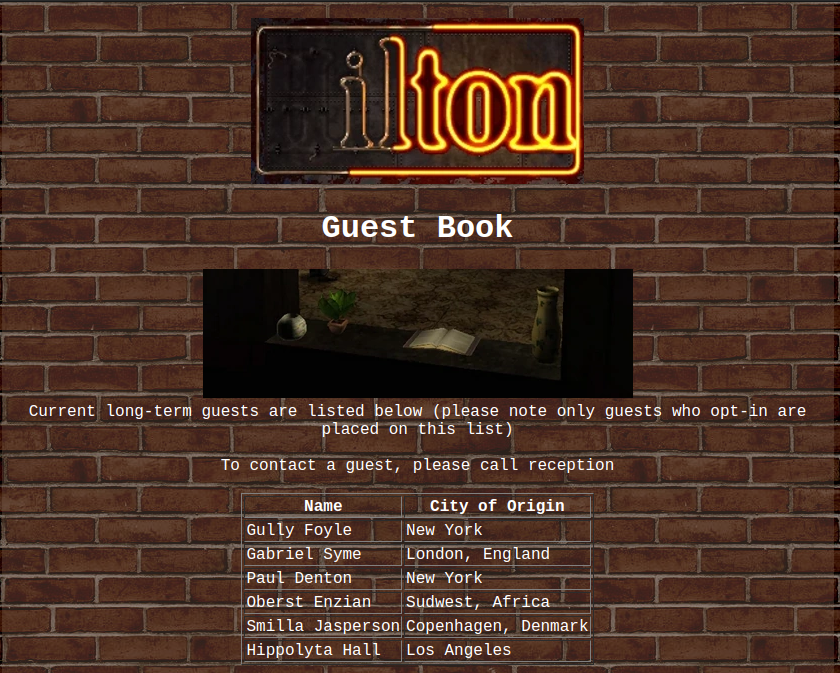 ilton
Guest Book
Current long-term guests are listed below (please note only guests who opt-in are
placed on this list)
To contact a guest, please call reception
Name City of Origin
Gully Foyle New York
Gabriel Syme London, England
Paul Denton New York
Oberst Enzian Sudwest, Africa
Smilla Jasperson Copenhagen, Denmark
Hippolyta Hall Los Angeles